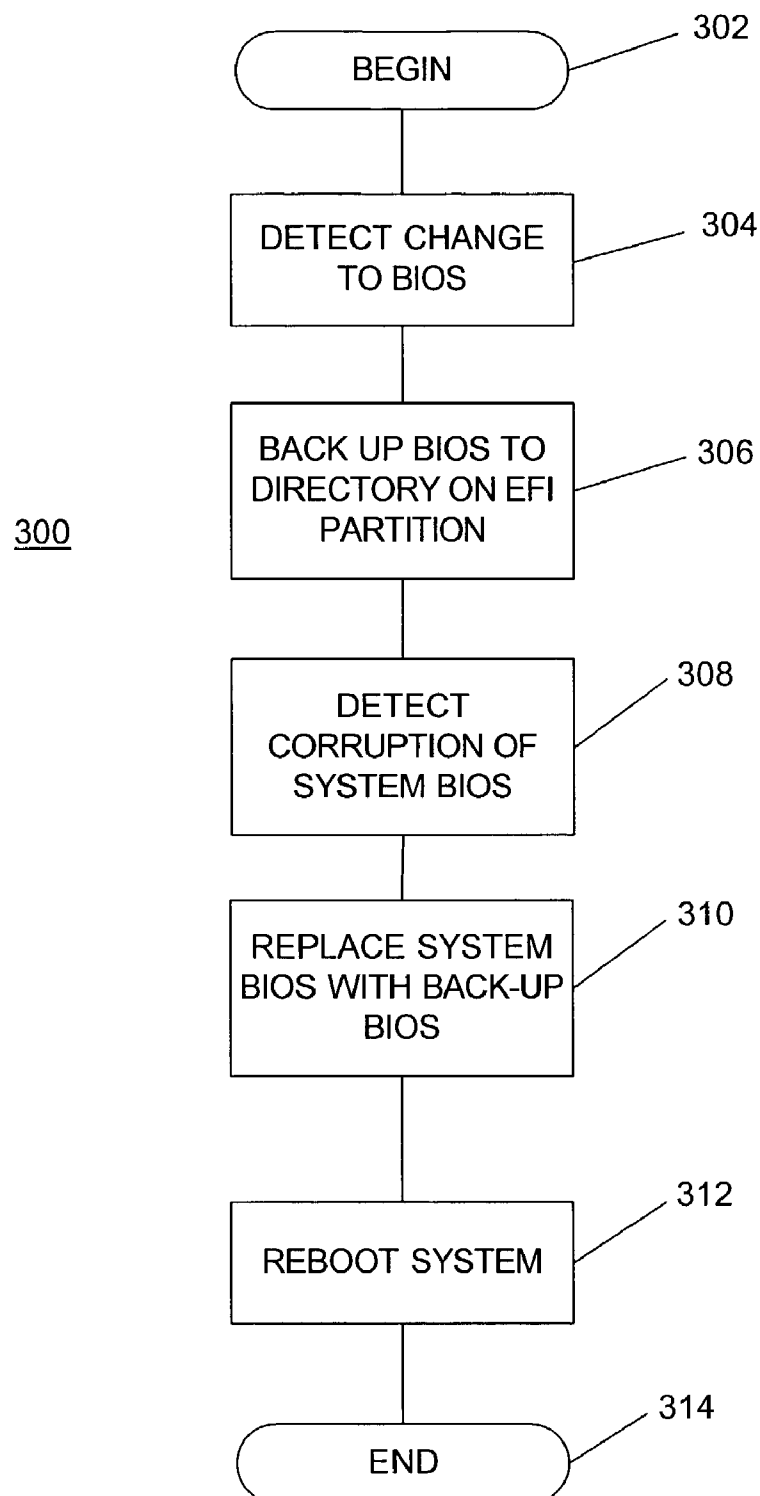 BEGIN
302
DETECT CHANGE
TO BIOS
304
BACK UP BIOS TO
DIRECTORY ON EFI
PARTITION
306
300
DETECT
CORRUPTION OF
SYSTEM BIOS
308
REPLACE SYSTEM
BIOS WITH BACK-UP
BIOS
310
REBOOT SYSTEM
312
END
314